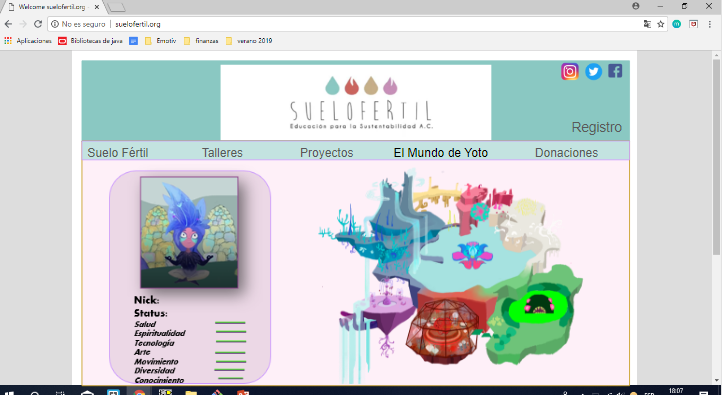 Welcome suelofertil.org -
No es seguro | suelofertil.org
Aplicaciones Bibliotecas de java Emotiv finanzas verano 2019
SUELOFERTIL
Educación para la Sustentabilidad A.C.
Registro
Suelo Fértil Talleres Proyectos El Mundo de Yoto Donaciones
Nick:
Status:
Salud
Espiritualidad
Tecnología
Arte
Movimiento
Diversidad
Conocimiento
18:07